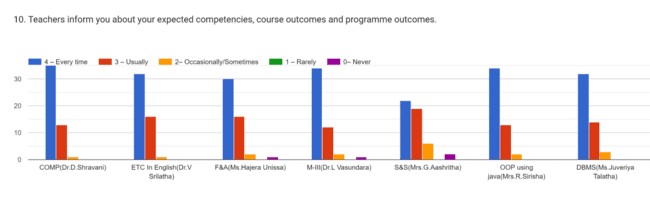 10. Teachers inform you about your expected competencies, course outcomes and programme outcomes.
4 – Every time 3 – Usually 2– Occasionally/Sometimes 1 – Rarely 0– Never
30
20
10
0
COMP(Dr.D.Shravani) ETC In English(Dr.V F&A(Ms.Hajera Unissa) M-III(Dr.L Vasundara) S&S(Mrs.G.Aashritha) OOP using DBMS(Ms.Juveriya
Srilatha) java(Mrs.R.Sirisha) Talatha)